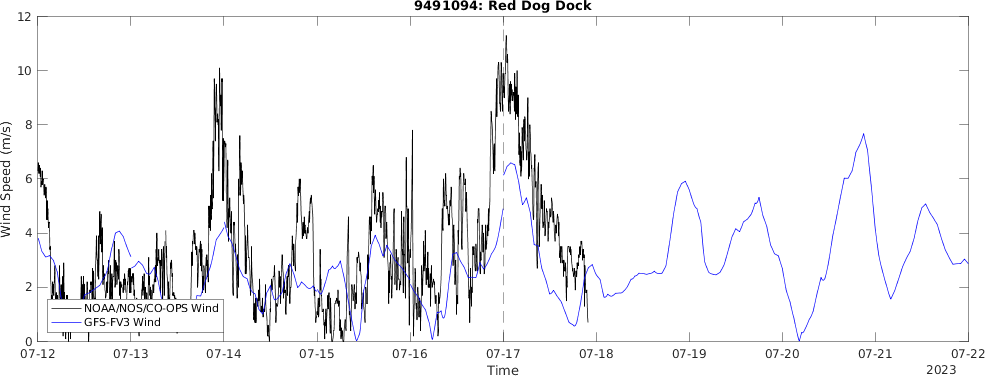 9491094: Red Dog Dock
Wind Speed (m/s)
12
10
8
6
4
2
0
NOAA/NOS/CO-OPS Wind
GFS-FV3 Wind
07-12 07-13 07-14 07-15 07-16 07-17 07-18 07-19 07-20 07-21 07-22
Time
2023